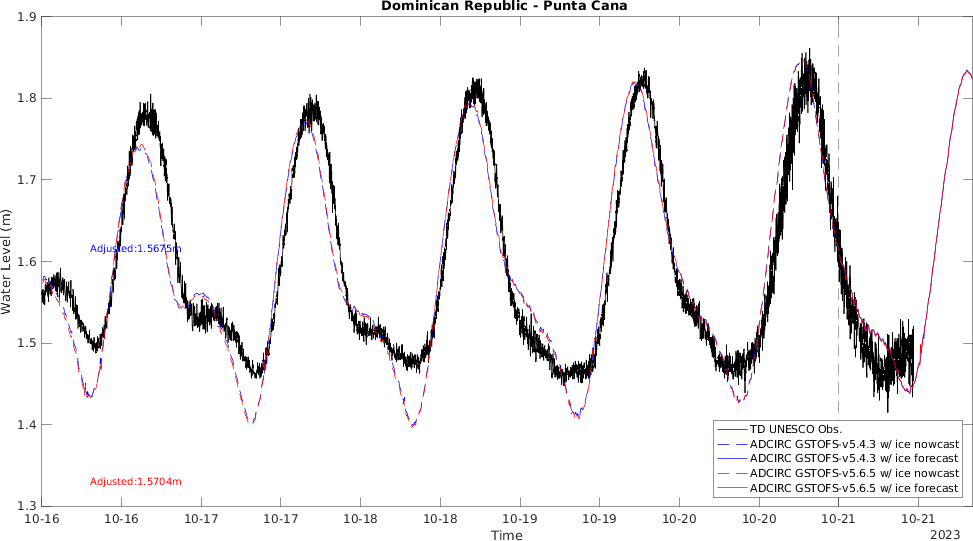 Dominican Republic - Punta Cana
1.9
1.8
1.7
1.6
1.5
1.4
1.3
Water Level (m)
Adjusted:1.5675m
Adjusted:1.5704m
TD UNESCO Obs.
ADCIRC GSTOFS-v5.4.3 w/ ice nowcast
ADCIRC GSTOFS-v5.4.3 w/ ice forecast
ADCIRC GSTOFS-v5.6.5 w/ ice nowcast
ADCIRC GSTOFS-v5.6.5 w/ ice forecast
10-16 10-16 10-17 10-17 10-18 10-18 10-19 10-19 10-20 10-20 10-21 10-21
Time
2023